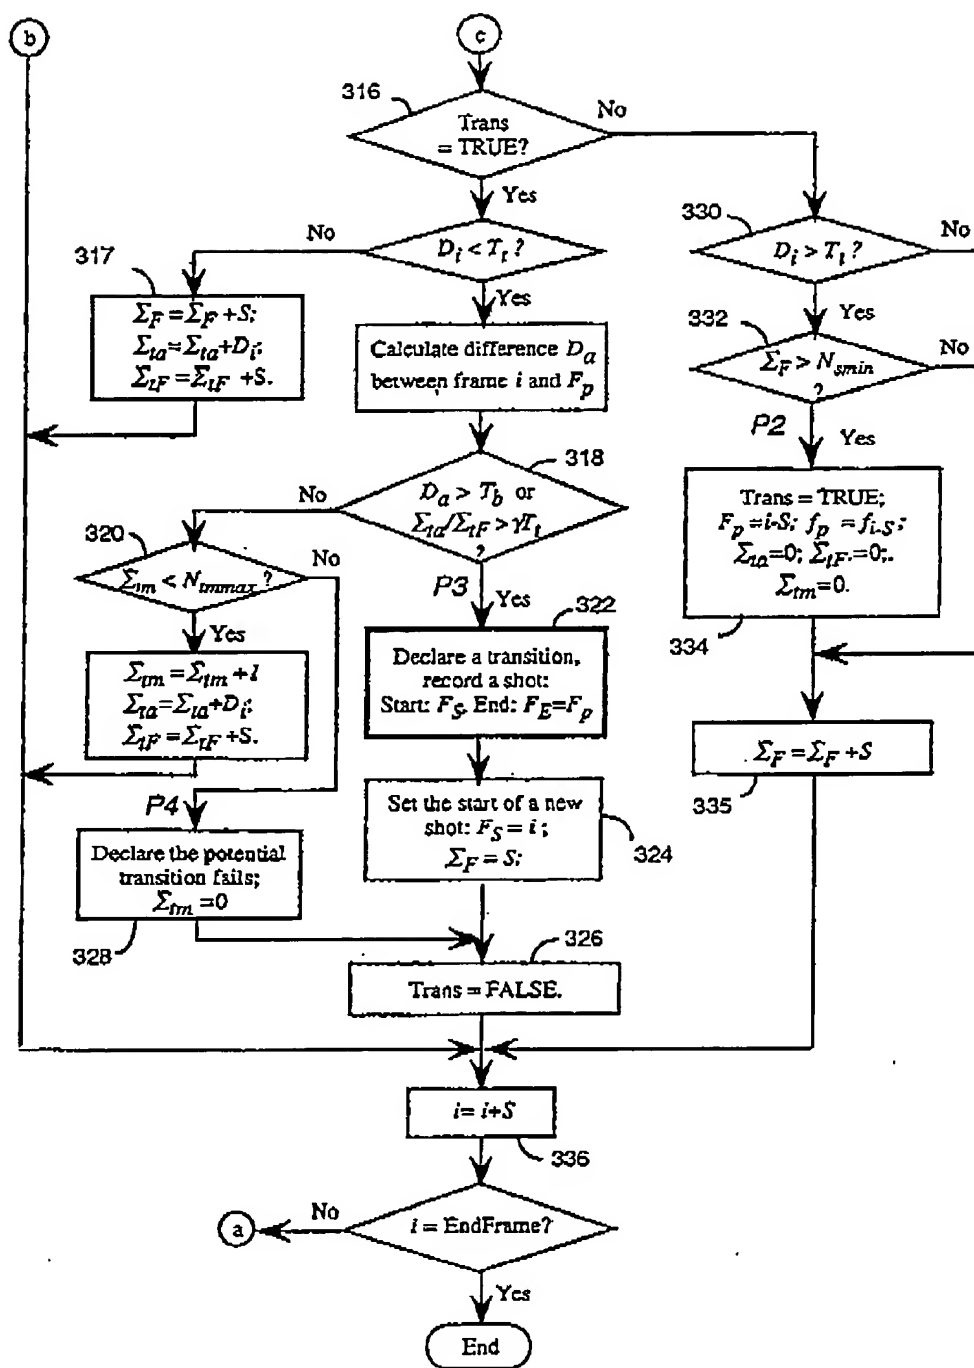 b
c
316
Trans
= TRUE?
No
Yes
330
D_i > T_t ?
No
Yes
D_i < T_t ?
No
Yes
317
Σ_F = Σ_F + S;
Σ_ta = Σ_ta + D_i;
Σ_tF = Σ_tF + S.
Calculate difference D_a
between frame i and F_p
332
Σ_F > N_smin
?
No
P2
Yes
318
D_a > T_b or
Σ_ta/Σ_tF > γT_t
?
No
P3
Yes
320
Σ_tm < N_tmmax ?
No
Yes
Trans = TRUE;
F_p = i-S; f_p = f_i-S;
Σ_ta=0; Σ_tF.=0;.
Σ_tm=0.
334
322
Declare a transition,
record a shot:
Start: F_S. End: F_E=F_p
Σ_tm = Σ_tm + 1
Σ_ta = Σ_ta + D_i;
Σ_tF = Σ_tF + S.
Σ_F = Σ_F + S
335
P4
Set the start of a new
shot: F_S = i ;
Σ_F = S;
324
Declare the potential
transition fails;
Σ_tm = 0
328
326
Trans = FALSE.
i = i+S
336
i = EndFrame?
No
a
Yes
End